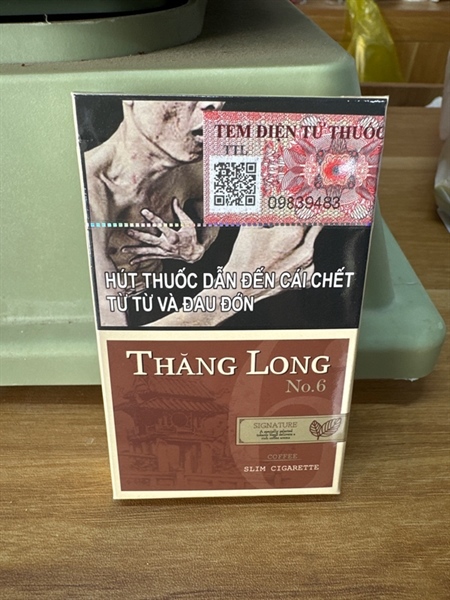 TEM ĐIỆN TỬ THUỐC
TTL
09839483
HÚT THUỐC DẪN ĐẾN CÁI CHẾT
TỪ TỪ VÀ ĐAU ĐỚN
THĂNG LONG
No.6
SIGNATURE
COFFEE
SLIM CIGARETTE